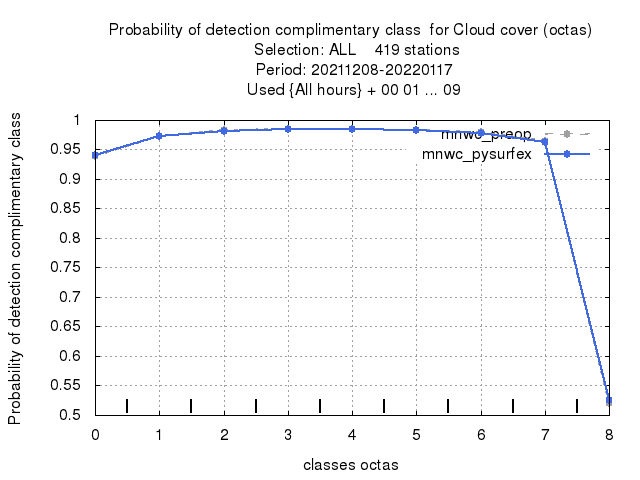 Probability of detection complimentary class  for Cloud cover (octas)
Selection: ALL    419 stations
Period: 20211208-20220117
Used {All hours} + 00 01 ... 09
Probability of detection complimentary class
1
0.95
0.9
0.85
0.8
0.75
0.7
0.65
0.6
0.55
0.5
mnwc_preop
mnwc_pysurfex
0 1 2 3 4 5 6 7 8
classes octas